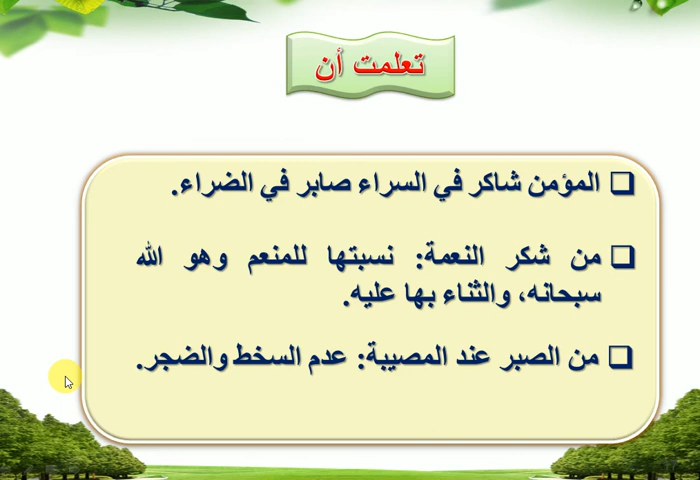 تعلمت أن
❑ المؤمن شاكر في السراء صابر في الضراء.
❑ من شكر النعمة: نسبتها للمنعم وهو الله
سبحانه، والثناء بها عليه.
❑ من الصبر عند المصيبة: عدم السخط والضجر.